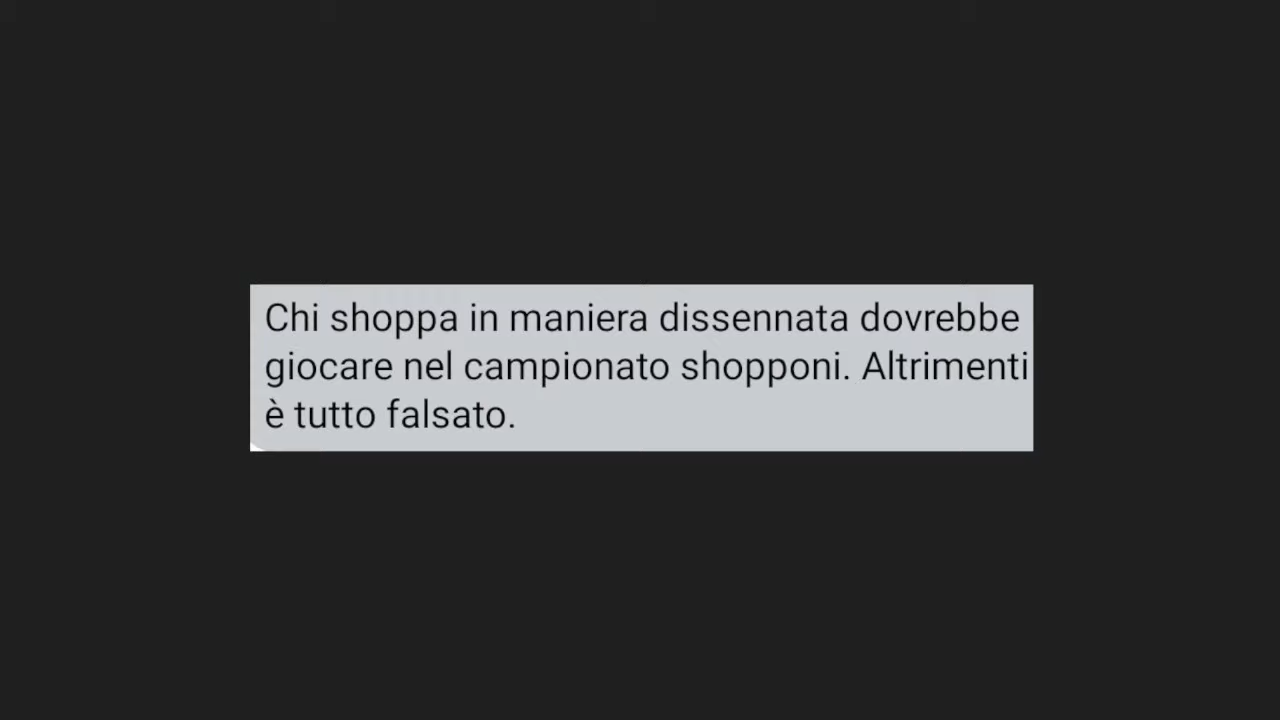 Chi shoppa in maniera dissennata dovrebbe
giocare nel campionato shopponi. Altrimenti
è tutto falsato.